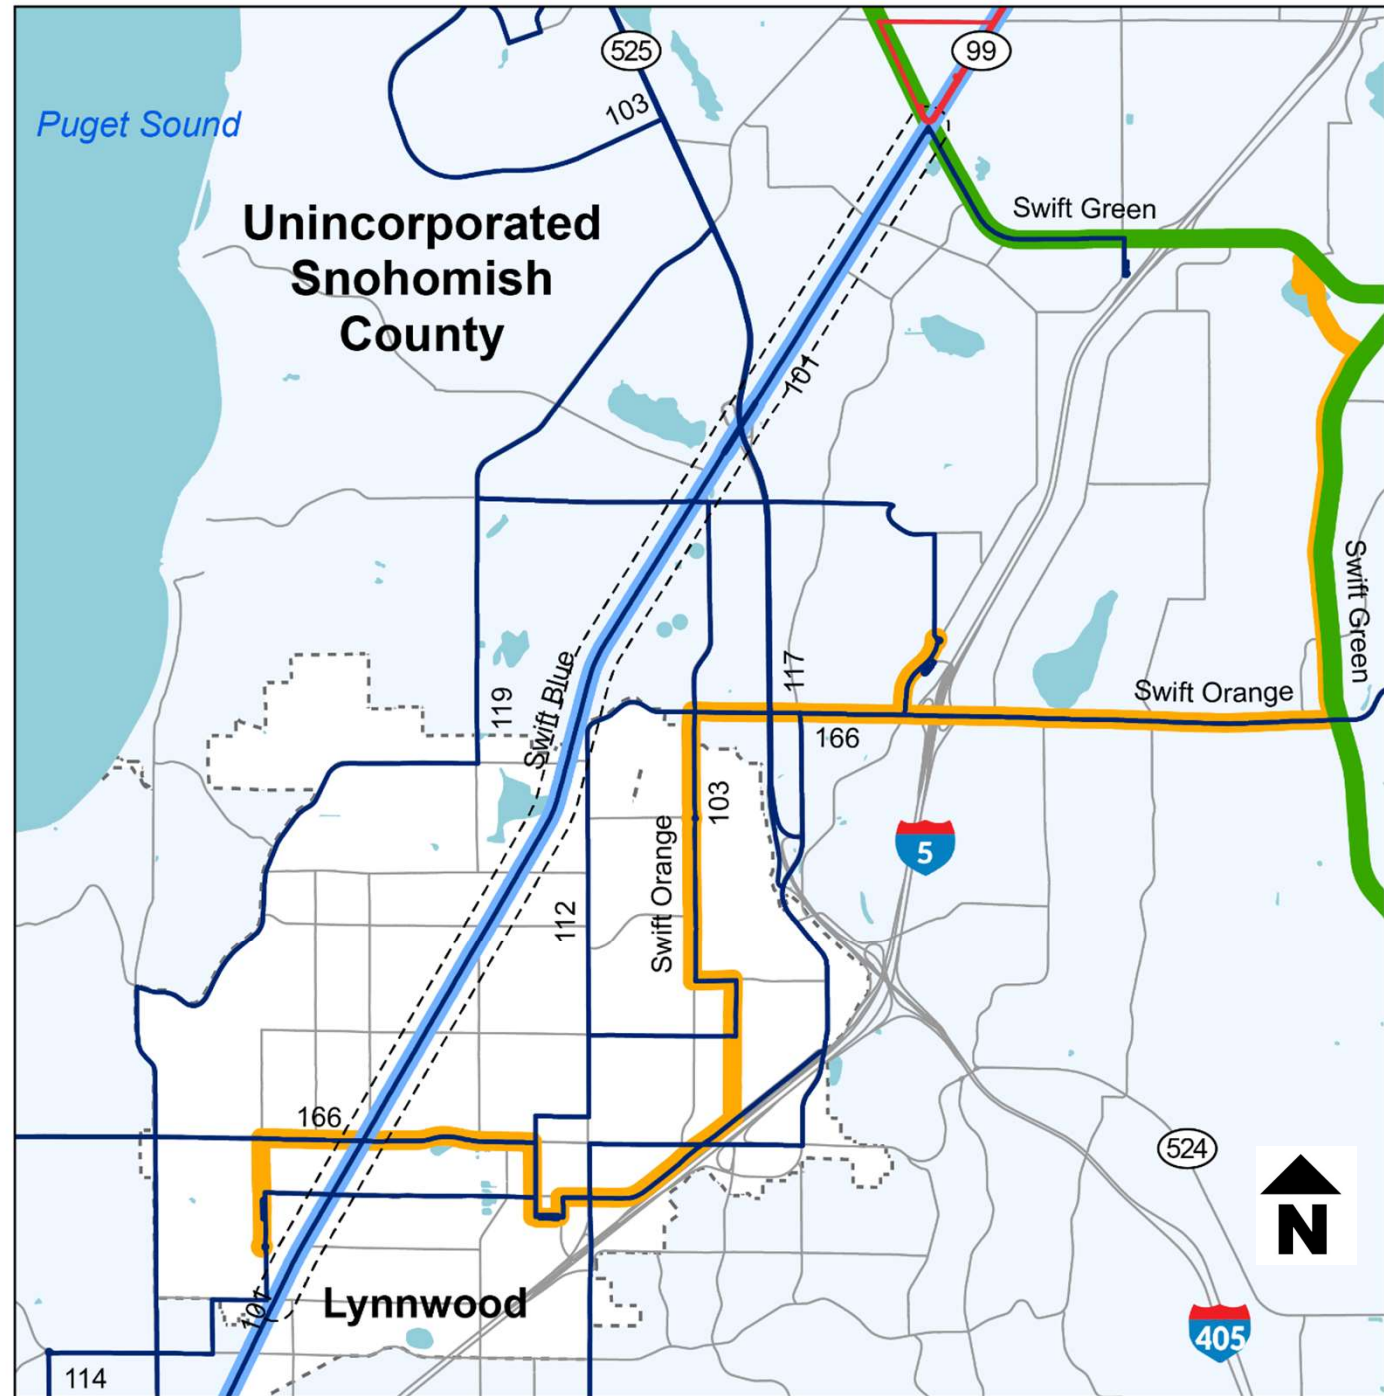 525
99
103
Puget Sound
Swift Green
Unincorporated
Snohomish
County
101
Swift Green
Swift Blue
119
117
Swift Orange
166
103
Swift Orange
5
112
166
524
N
Lynnwood
101
405
114